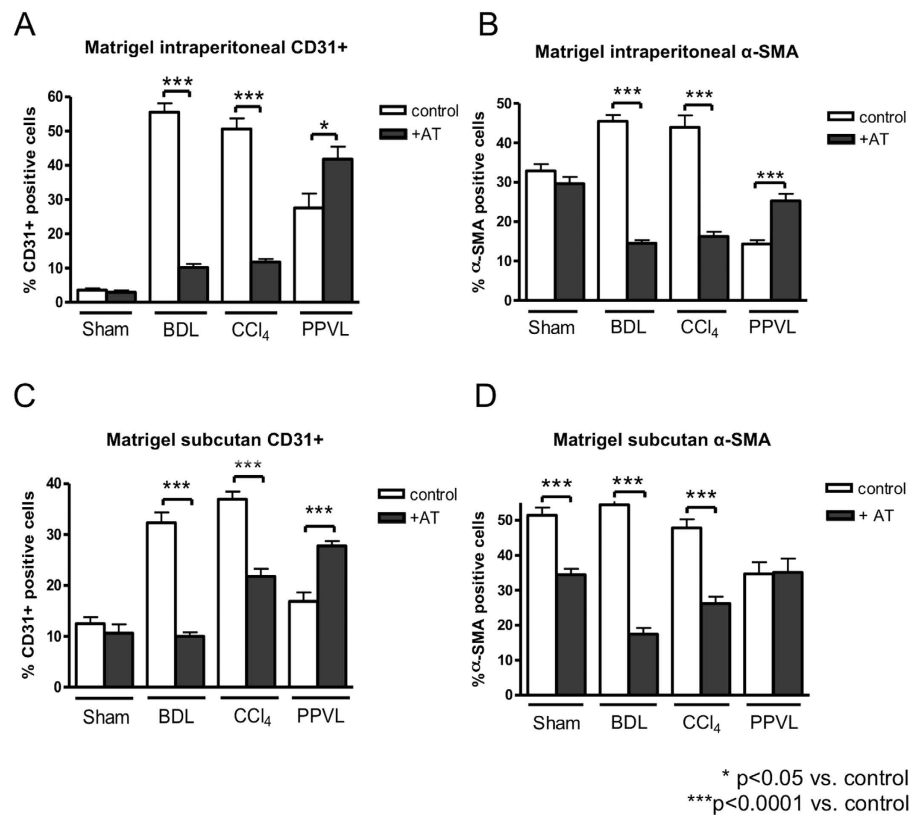 A
Matrigel intraperitoneal CD31+
% CD31+ positive cells
60
50
40
30
20
10
0
***
***
*
control
+AT
Sham
BDL
CCl₄
PPVL
B
Matrigel intraperitoneal α-SMA
% α-SMA positive cells
50
40
30
20
10
0
***
***
***
control
+AT
Sham
BDL
CCl₄
PPVL
C
Matrigel subcutan CD31+
% CD31+ positive cells
40
30
20
10
0
***
***
***
control
+AT
Sham
BDL
CCl₄
PPVL
D
Matrigel subcutan α-SMA
%α-SMA positive cells
50
40
30
20
10
0
***
***
***
control
+ AT
Sham
BDL
CCl₄
PPVL
* p<0.05 vs. control
***p<0.0001 vs. control